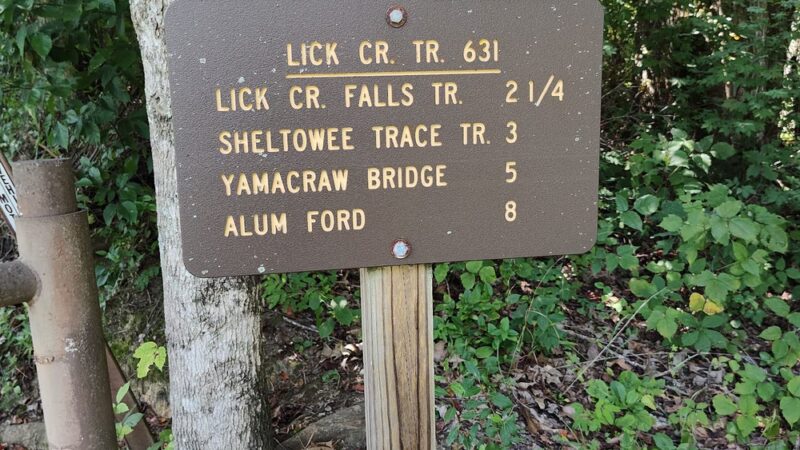 LICK CR. TR. 631
LICK CR. FALLS TR. 2 1/4
SHELTOWEE TRACE TR. 3
YAMACRAW BRIDGE 5
ALUM FORD 8